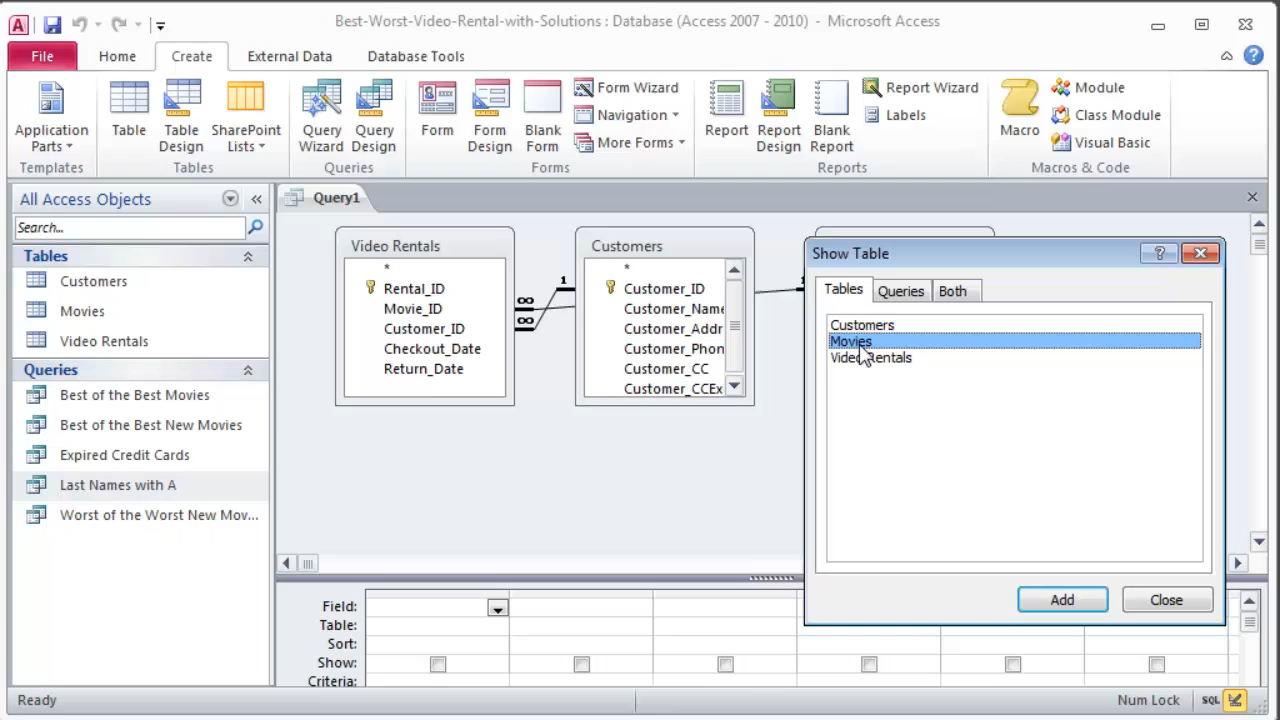 Best-Worst-Video-Rental-with-Solutions : Database (Access 2007 - 2010) - Microsoft Access
File Home Create External Data Database Tools
Application Parts
Table
Table Design
SharePoint Lists
Query Wizard
Query Design
Form
Form Design
Blank Form
Form Wizard
Navigation
More Forms
Report
Report Design
Blank Report
Report Wizard
Labels
Macro
Module
Class Module
Visual Basic
Templates Tables Queries Forms Reports Macros & Code
All Access Objects
Search...
Tables
Customers
Movies
Video Rentals
Queries
Best of the Best Movies
Best of the Best New Movies
Expired Credit Cards
Last Names with A
Worst of the Worst New Mov...
Query1
Video Rentals
*
Rental_ID
Movie_ID
Customer_ID
Checkout_Date
Return_Date
∞
∞
1
Customers
*
Customer_ID
Customer_Name
Customer_Addr
Customer_Phon
Customer_CC
Customer_CCEx
1
Show Table
Tables Queries Both
Customers
Movies
Video Rentals
Add Close
Field:
Table:
Sort:
Show:
Criteria:
Ready Num Lock SQL